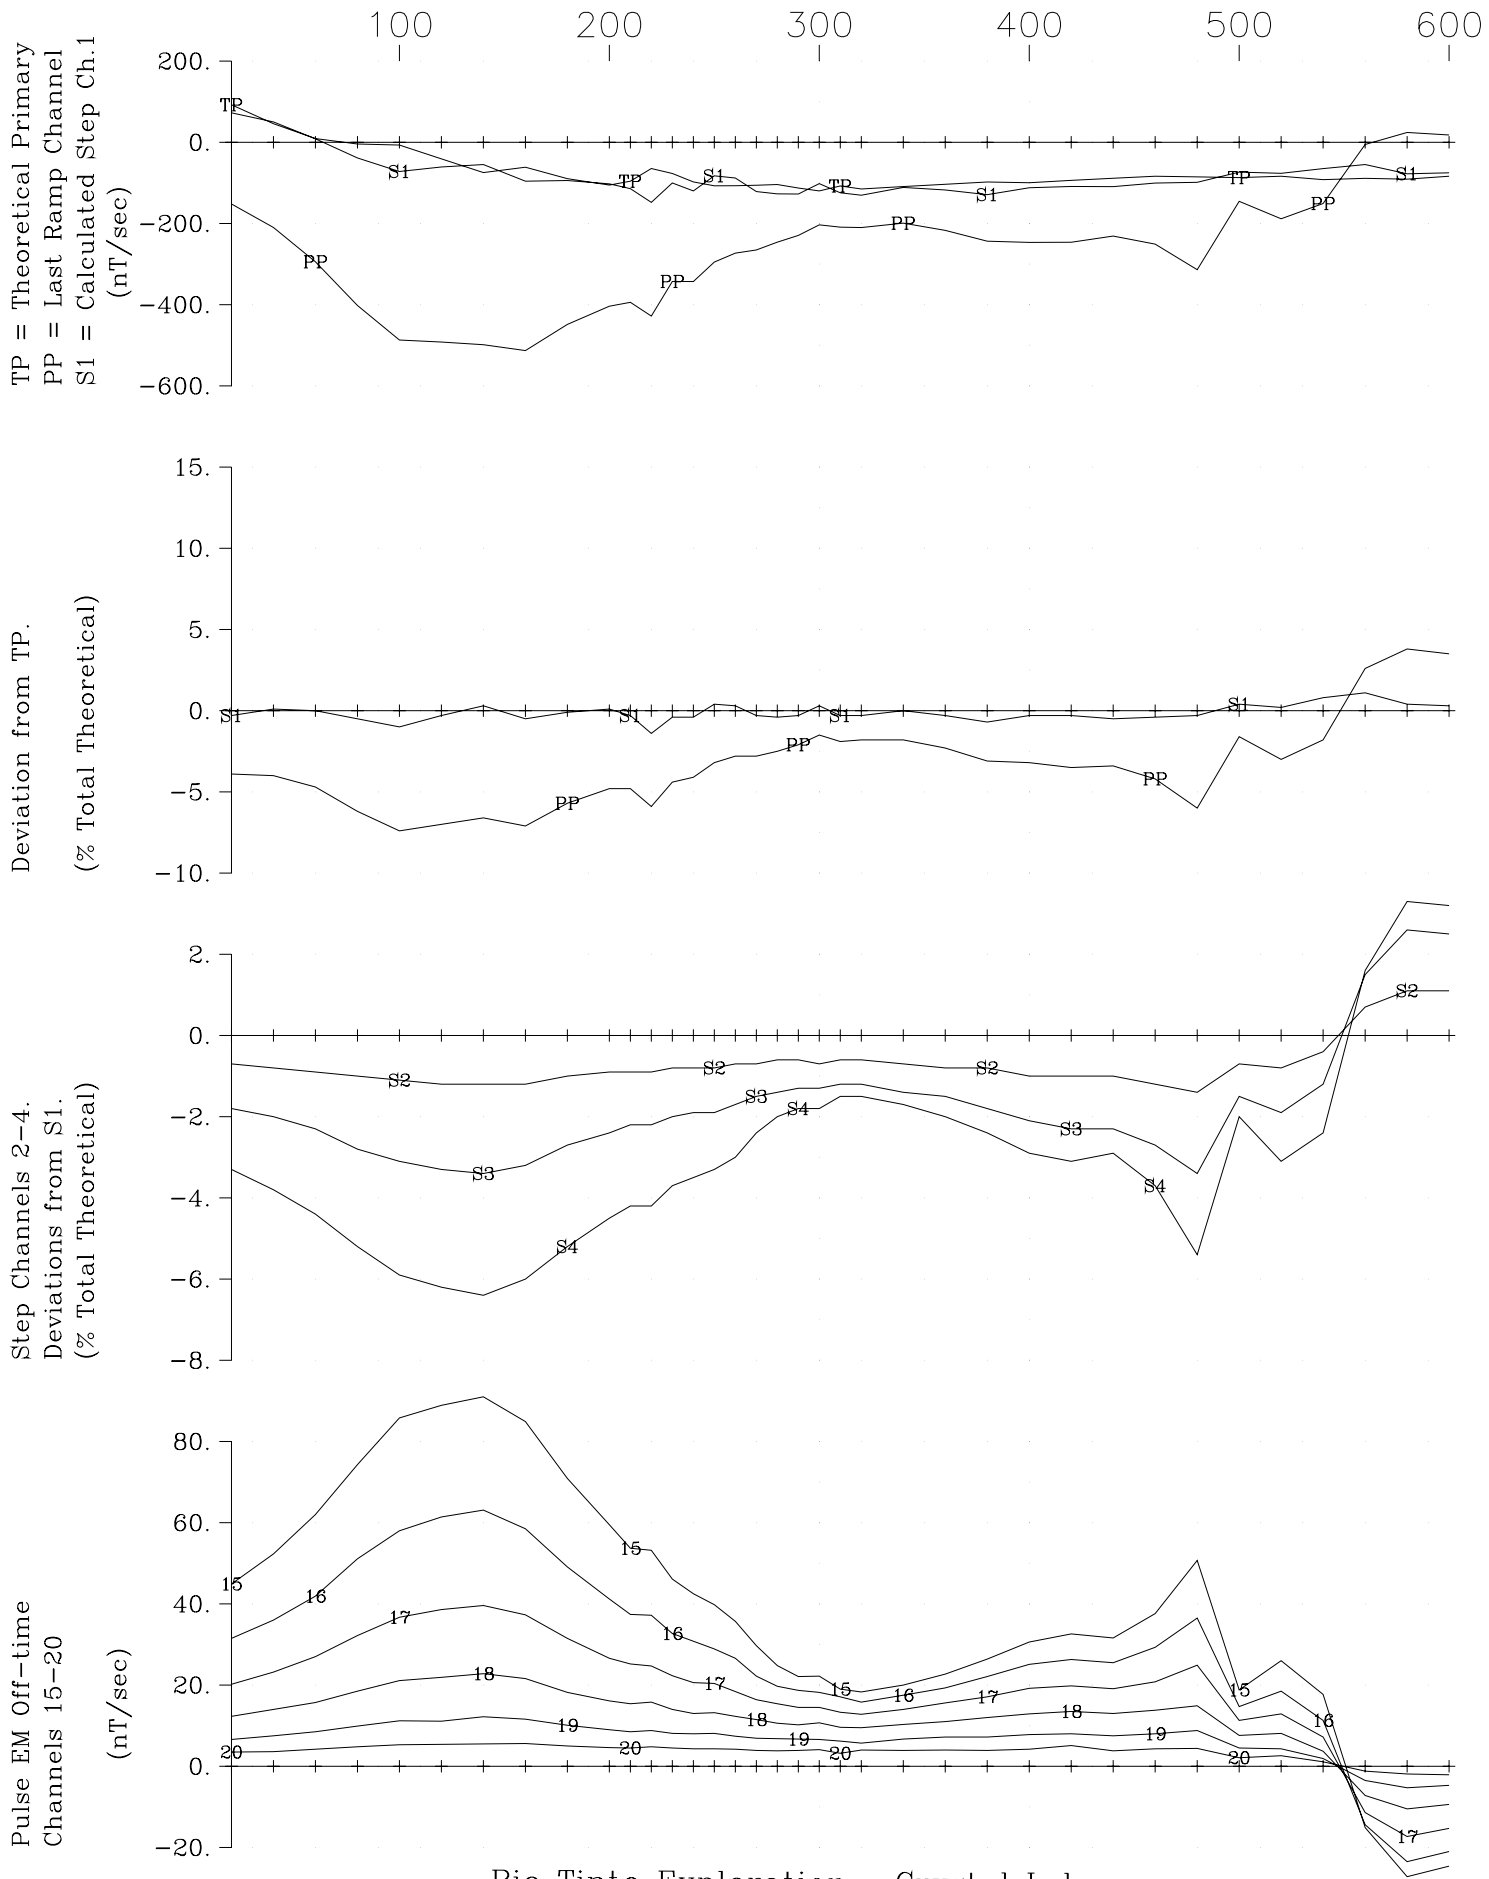 100 200 300 400 500 600
TP = Theoretical Primary
PP = Last Ramp Channel
S1 = Calculated Step Ch.1
(nT/sec)
200.
0.
-200.
-400.
-600.
TP S1 TP S1 TP S1 TP S1
PP PP PP PP
Deviation from TP.
(% Total Theoretical)
15.
10.
5.
0.
-5.
-10.
S1 S1 S1 S1
PP PP PP
Step Channels 2-4.
Deviations from S1.
(% Total Theoretical)
2.
0.
-2.
-4.
-6.
-8.
S2 S2 S2 S2
S3 S3 S3
S4 S4 S4
Pulse EM Off-time
Channels 15-20
(nT/sec)
80.
60.
40.
20.
0.
-20.
15 15 15 15
16 16 16 16
17 17 17 17
18 18 18
19 19 19
20 20 20 20
Rio Tinto Exploration